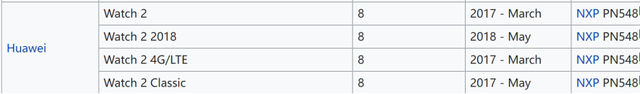 Huawei
Watch 2 8 2017 - March NXP PN548
Watch 2 2018 8 2018 - May NXP PN548
Watch 2 4G/LTE 8 2017 - March NXP PN548
Watch 2 Classic 8 2017 - May NXP PN548